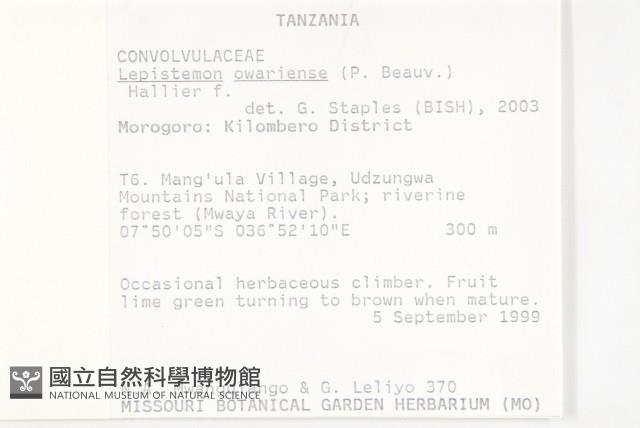 TANZANIA
CONVOLVULACEAE
Lepistemon owariense (P. Beauv.)
Hallier f.
det. G. Staples (BISH), 2003
Morogoro: Kilombero District
T6. Mang'ula Village, Udzungwa
Mountains National Park; riverine
forest (Mwaya River).
07°50'05"S 036°52'10"E 300 m
Occasional herbaceous climber. Fruit
lime green turning to brown when mature.
5 September 1999
& G. Leliyo 370
MISSOURI BOTANICAL GARDEN HERBARIUM (MO)
國立自然科學博物館
NATIONAL MUSEUM OF NATURAL SCIENCE